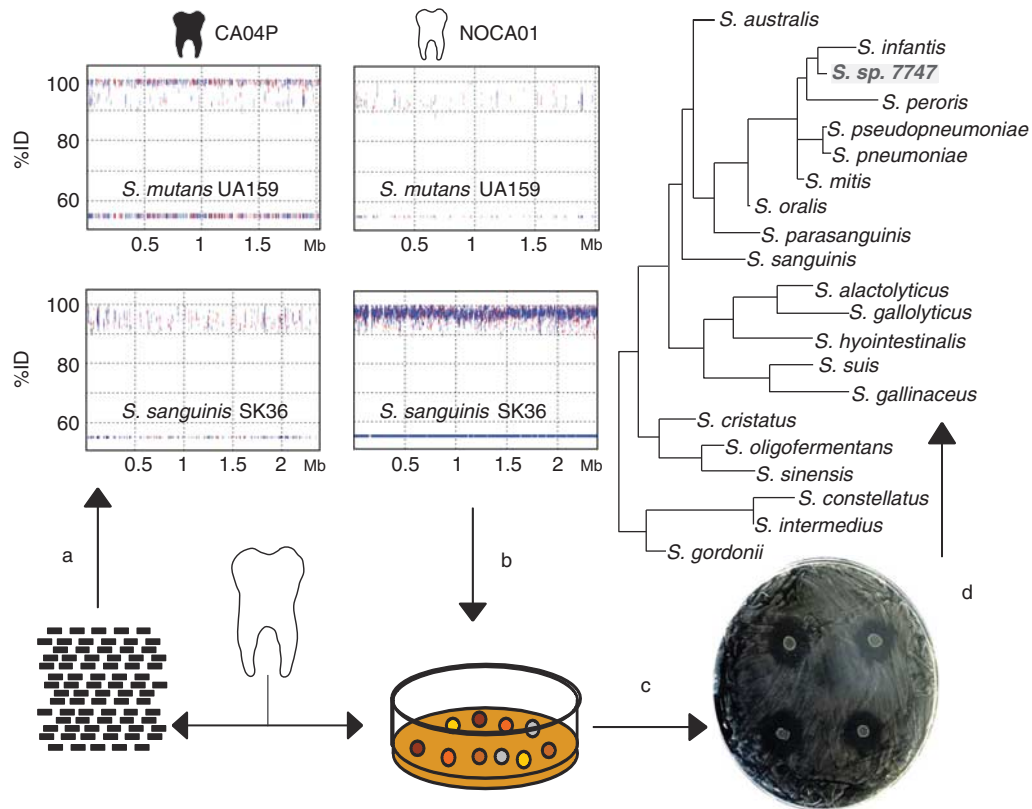 CA04P
NOCA01
%ID
100
80
60
S. mutans UA159
0.5 1 1.5 Mb
S. mutans UA159
0.5 1 1.5 Mb
%ID
100
80
60
S. sanguinis SK36
0.5 1 1.5 2 Mb
S. sanguinis SK36
0.5 1 1.5 2 Mb
S. australis
S. infantis
S. sp. 7747
S. peroris
S. pseudopneumoniae
S. pneumoniae
S. mitis
S. oralis
S. parasanguinis
S. sanguinis
S. alactolyticus
S. gallolyticus
S. hyointestinalis
S. suis
S. gallinaceus
S. cristatus
S. oligofermentans
S. sinensis
S. constellatus
S. intermedius
S. gordonii
a
b
c
d